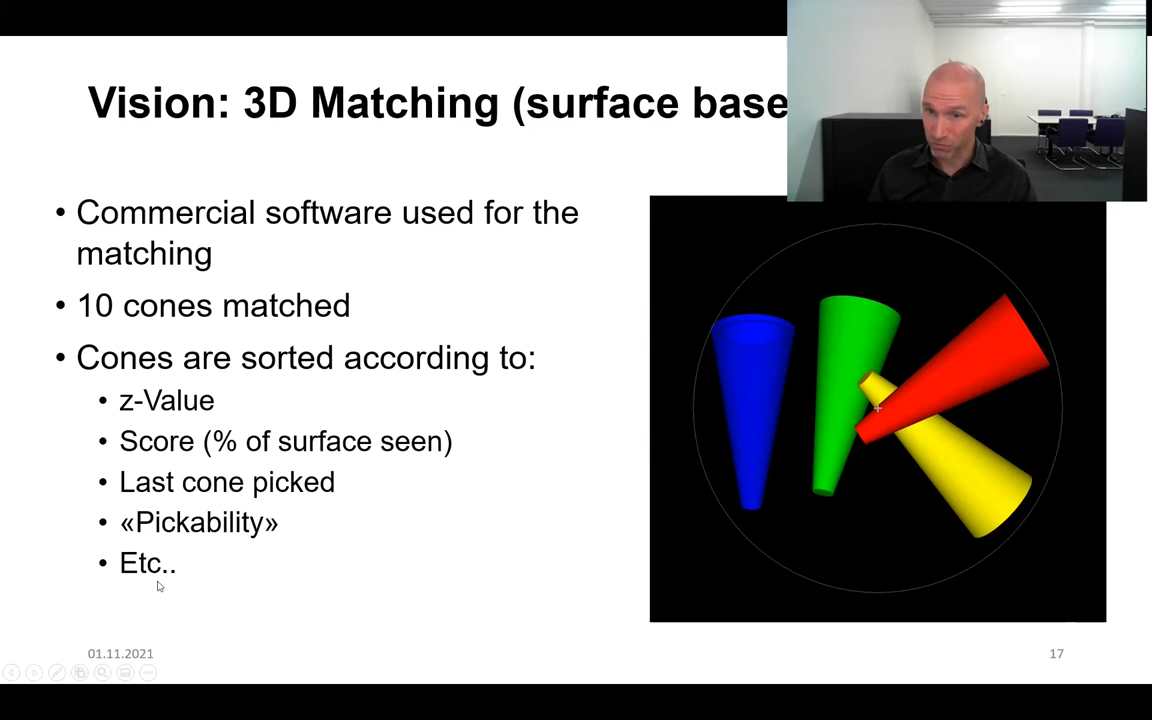 Vision: 3D Matching (surface base
• Commercial software used for the
matching
• 10 cones matched
• Cones are sorted according to:
• z-Value
• Score (% of surface seen)
• Last cone picked
• «Pickability»
• Etc..
01.11.2021
17